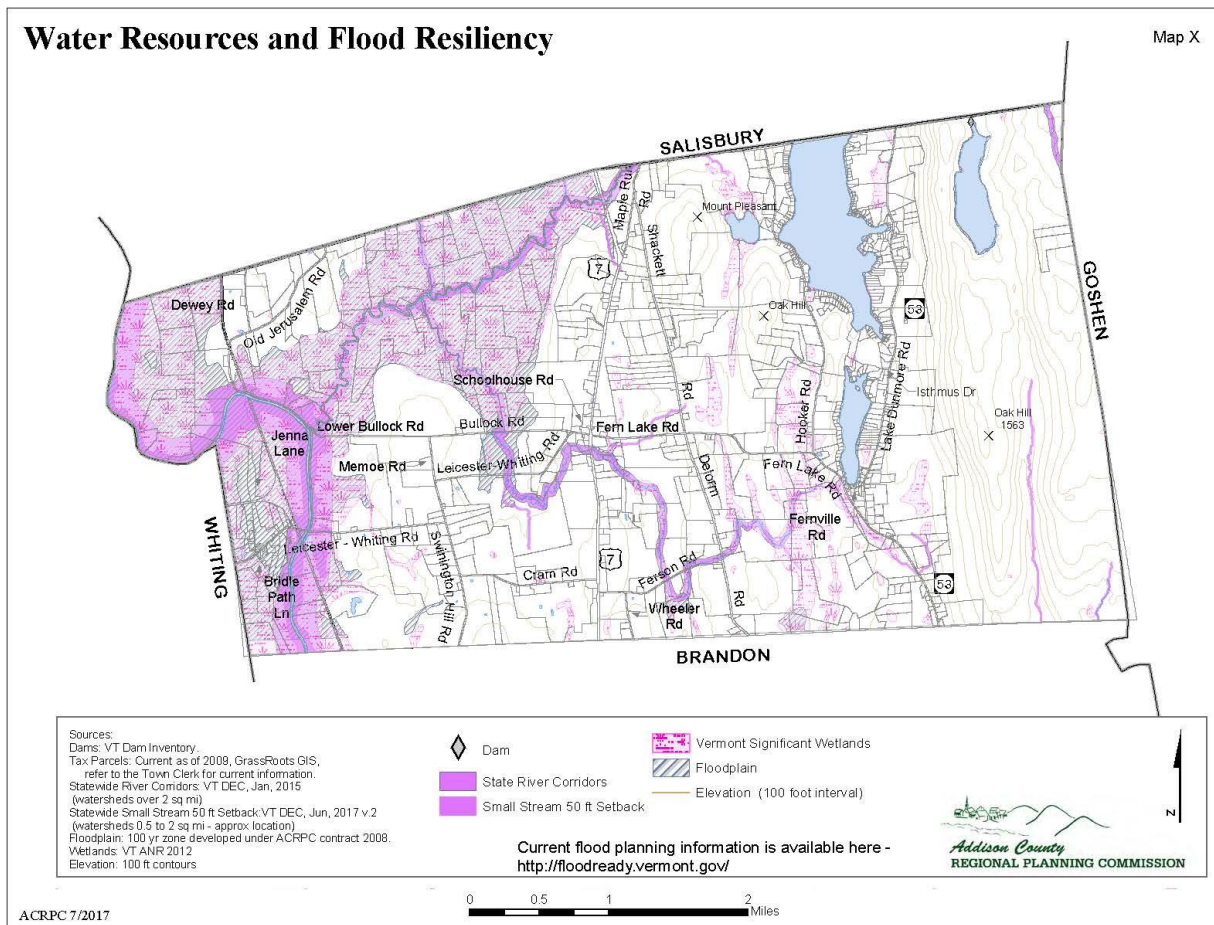 Water Resources and Flood Resiliency
Map X
SALISBURY
Maple Run
Rd
Mount Pleasant
Shackett
7
Dewey Rd
Old Jerusalem Rd
Oak Hill
53
GOSHEN
Schoolhouse Rd
Rd
Hooker Rd
Lake Dunmore Rd
Isthmus Dr
Oak Hill
1563
Jenna
Lane
Lower Bullock Rd
Bullock Rd
Fern Lake Rd
Memoe Rd
Leicester-Whiting Rd
Delorm
Fern Lake Rd
WHITING
Leicester - Whiting Rd
Swinington Hill Rd
Fernville
Rd
7
Cram Rd
Ferson Rd
53
Bridle
Path
Ln
Wheeler
Rd
Rd
BRANDON
Sources:
Dams: VT Dam Inventory.
Tax Parcels: Current as of 2009, GrassRoots GIS,
refer to the Town Clerk for current information.
Statewide River Corridors: VT DEC, Jan, 2015
(watersheds over 2 sq mi)
Statewide Small Stream 50 ft Setback:VT DEC, Jun, 2017 v.2
(watersheds 0.5 to 2 sq mi - approx location)
Floodplain: 100 yr zone developed under ACRPC contract 2008.
Wetlands: VT ANR 2012
Elevation: 100 ft contours
Dam
State River Corridors
Small Stream 50 ft Setback
Vermont Significant Wetlands
Floodplain
Elevation (100 foot interval)
Current flood planning information is available here -
http://floodready.vermont.gov/
N
Addison County
REGIONAL PLANNING COMMISSION
0 0.5 1 2
Miles
ACRPC 7/2017